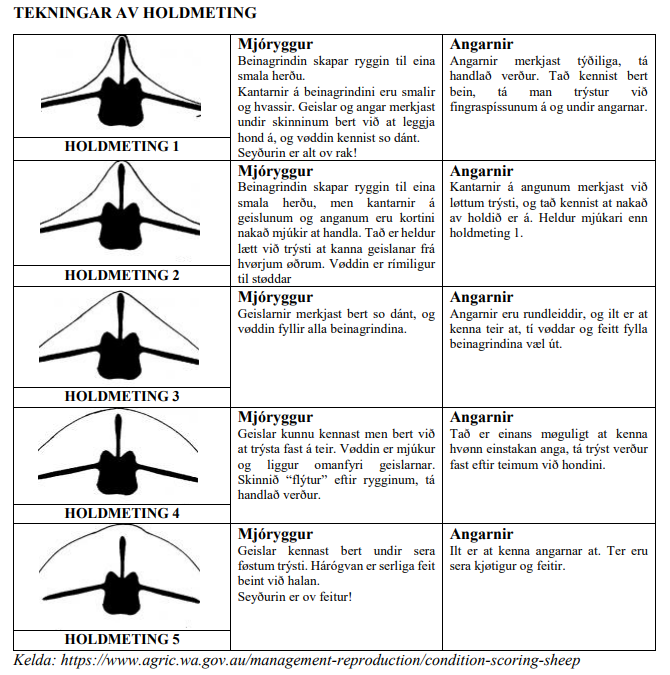 TEKNINGAR AV HOLDMETING
Mjóryggur
Beinagrindin skapar ryggin til eina
smala herðu.
Kantarnir á beinagrindini eru smalir
og hvassir. Geislar og angar merkjast
undir skinninum bert við at leggja
hond á, og vøddin kennist so dánt.
Seyðurin er alt ov rak!
Angarnir
Angarnir merkjast týðiliga, tá
handlað verður. Tað kennist bert
bein, tá man trýstur við
fingraspíssunum á og undir angarnar.
HOLDMETING 1
Mjóryggur
Beinagrindin skapar ryggin til eina
smala herðu, men kantarnir á
geislunum og anganum eru kortini
nakað mjúkir at handla. Tað er heldur
lætt við trýsti at kanna geislanar frá
hvørjum øðrum. Vøddin er rímiligur
til støddar
Angarnir
Kantarnir á angunum merkjast við
løttum trýsti, og tað kennist at nakað
av holdið er á. Heldur mjúkari enn
holdmeting 1.
HOLDMETING 2
Mjóryggur
Geislarnir merkjast bert so dánt, og
vøddin fyllir alla beinagrindina.
Angarnir
Angarnir eru rundleiddir, og ilt er at
kenna teir at, tí vøddar og feitt fylla
beinagrindina væl út.
HOLDMETING 3
Mjóryggur
Geislar kunnu kennast men bert við
at trýsta fast á teir. Vøddin er mjúkur
og liggur omanfyri geislarnar.
Skinnið “flýtur” eftir rygginum, tá
handlað verður.
Angarnir
Tað er einans møguligt at kenna
hvønn einstakan anga, tá trýst verður
fast eftir teimum við hondini.
HOLDMETING 4
Mjóryggur
Geislar kennast bert undir sera
føstum trýsti. Hárógvan er serliga feit
beint við halan.
Seyðurin er ov feitur!
Angarnir
Ilt er at kenna angarnar at. Ter eru
sera kjøtigur og feitir.
HOLDMETING 5
Kelda: https://www.agric.wa.gov.au/management-reproduction/condition-scoring-sheep